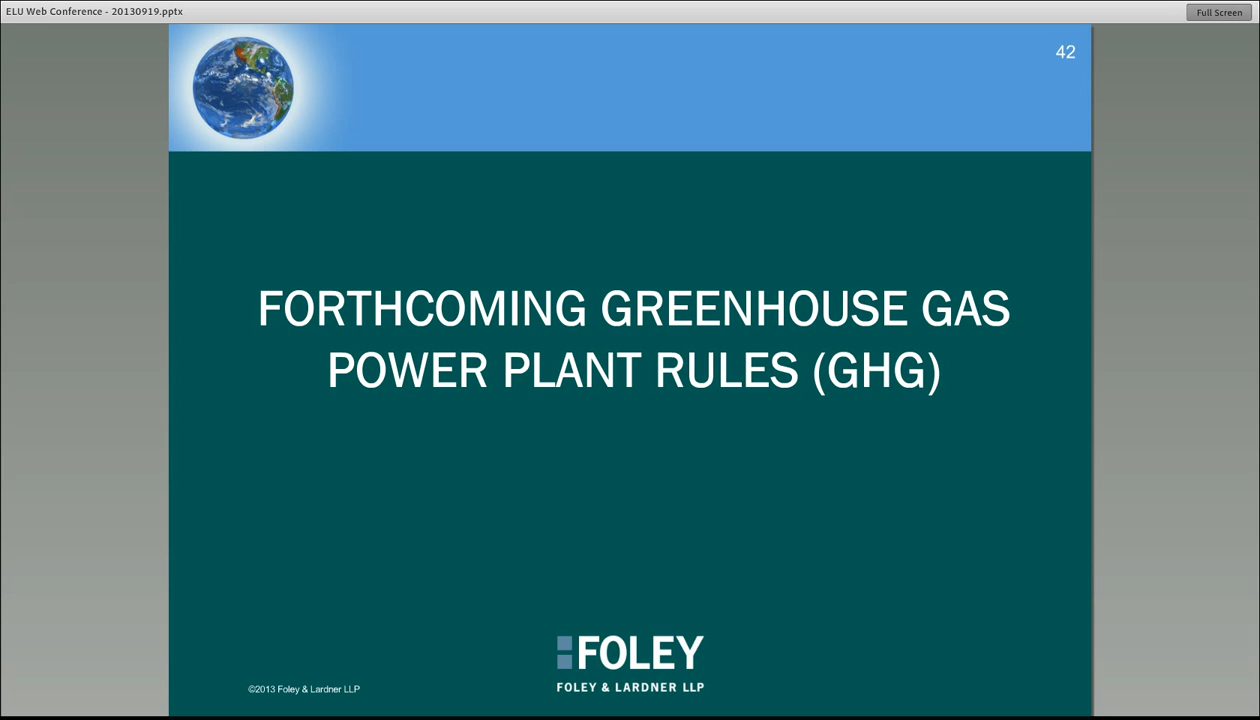 ELU Web Conference - 20130919.pptx
Full Screen
42
FORTHCOMING GREENHOUSE GAS
POWER PLANT RULES (GHG)
FOLEY
FOLEY & LARDNER LLP
©2013 Foley & Lardner LLP